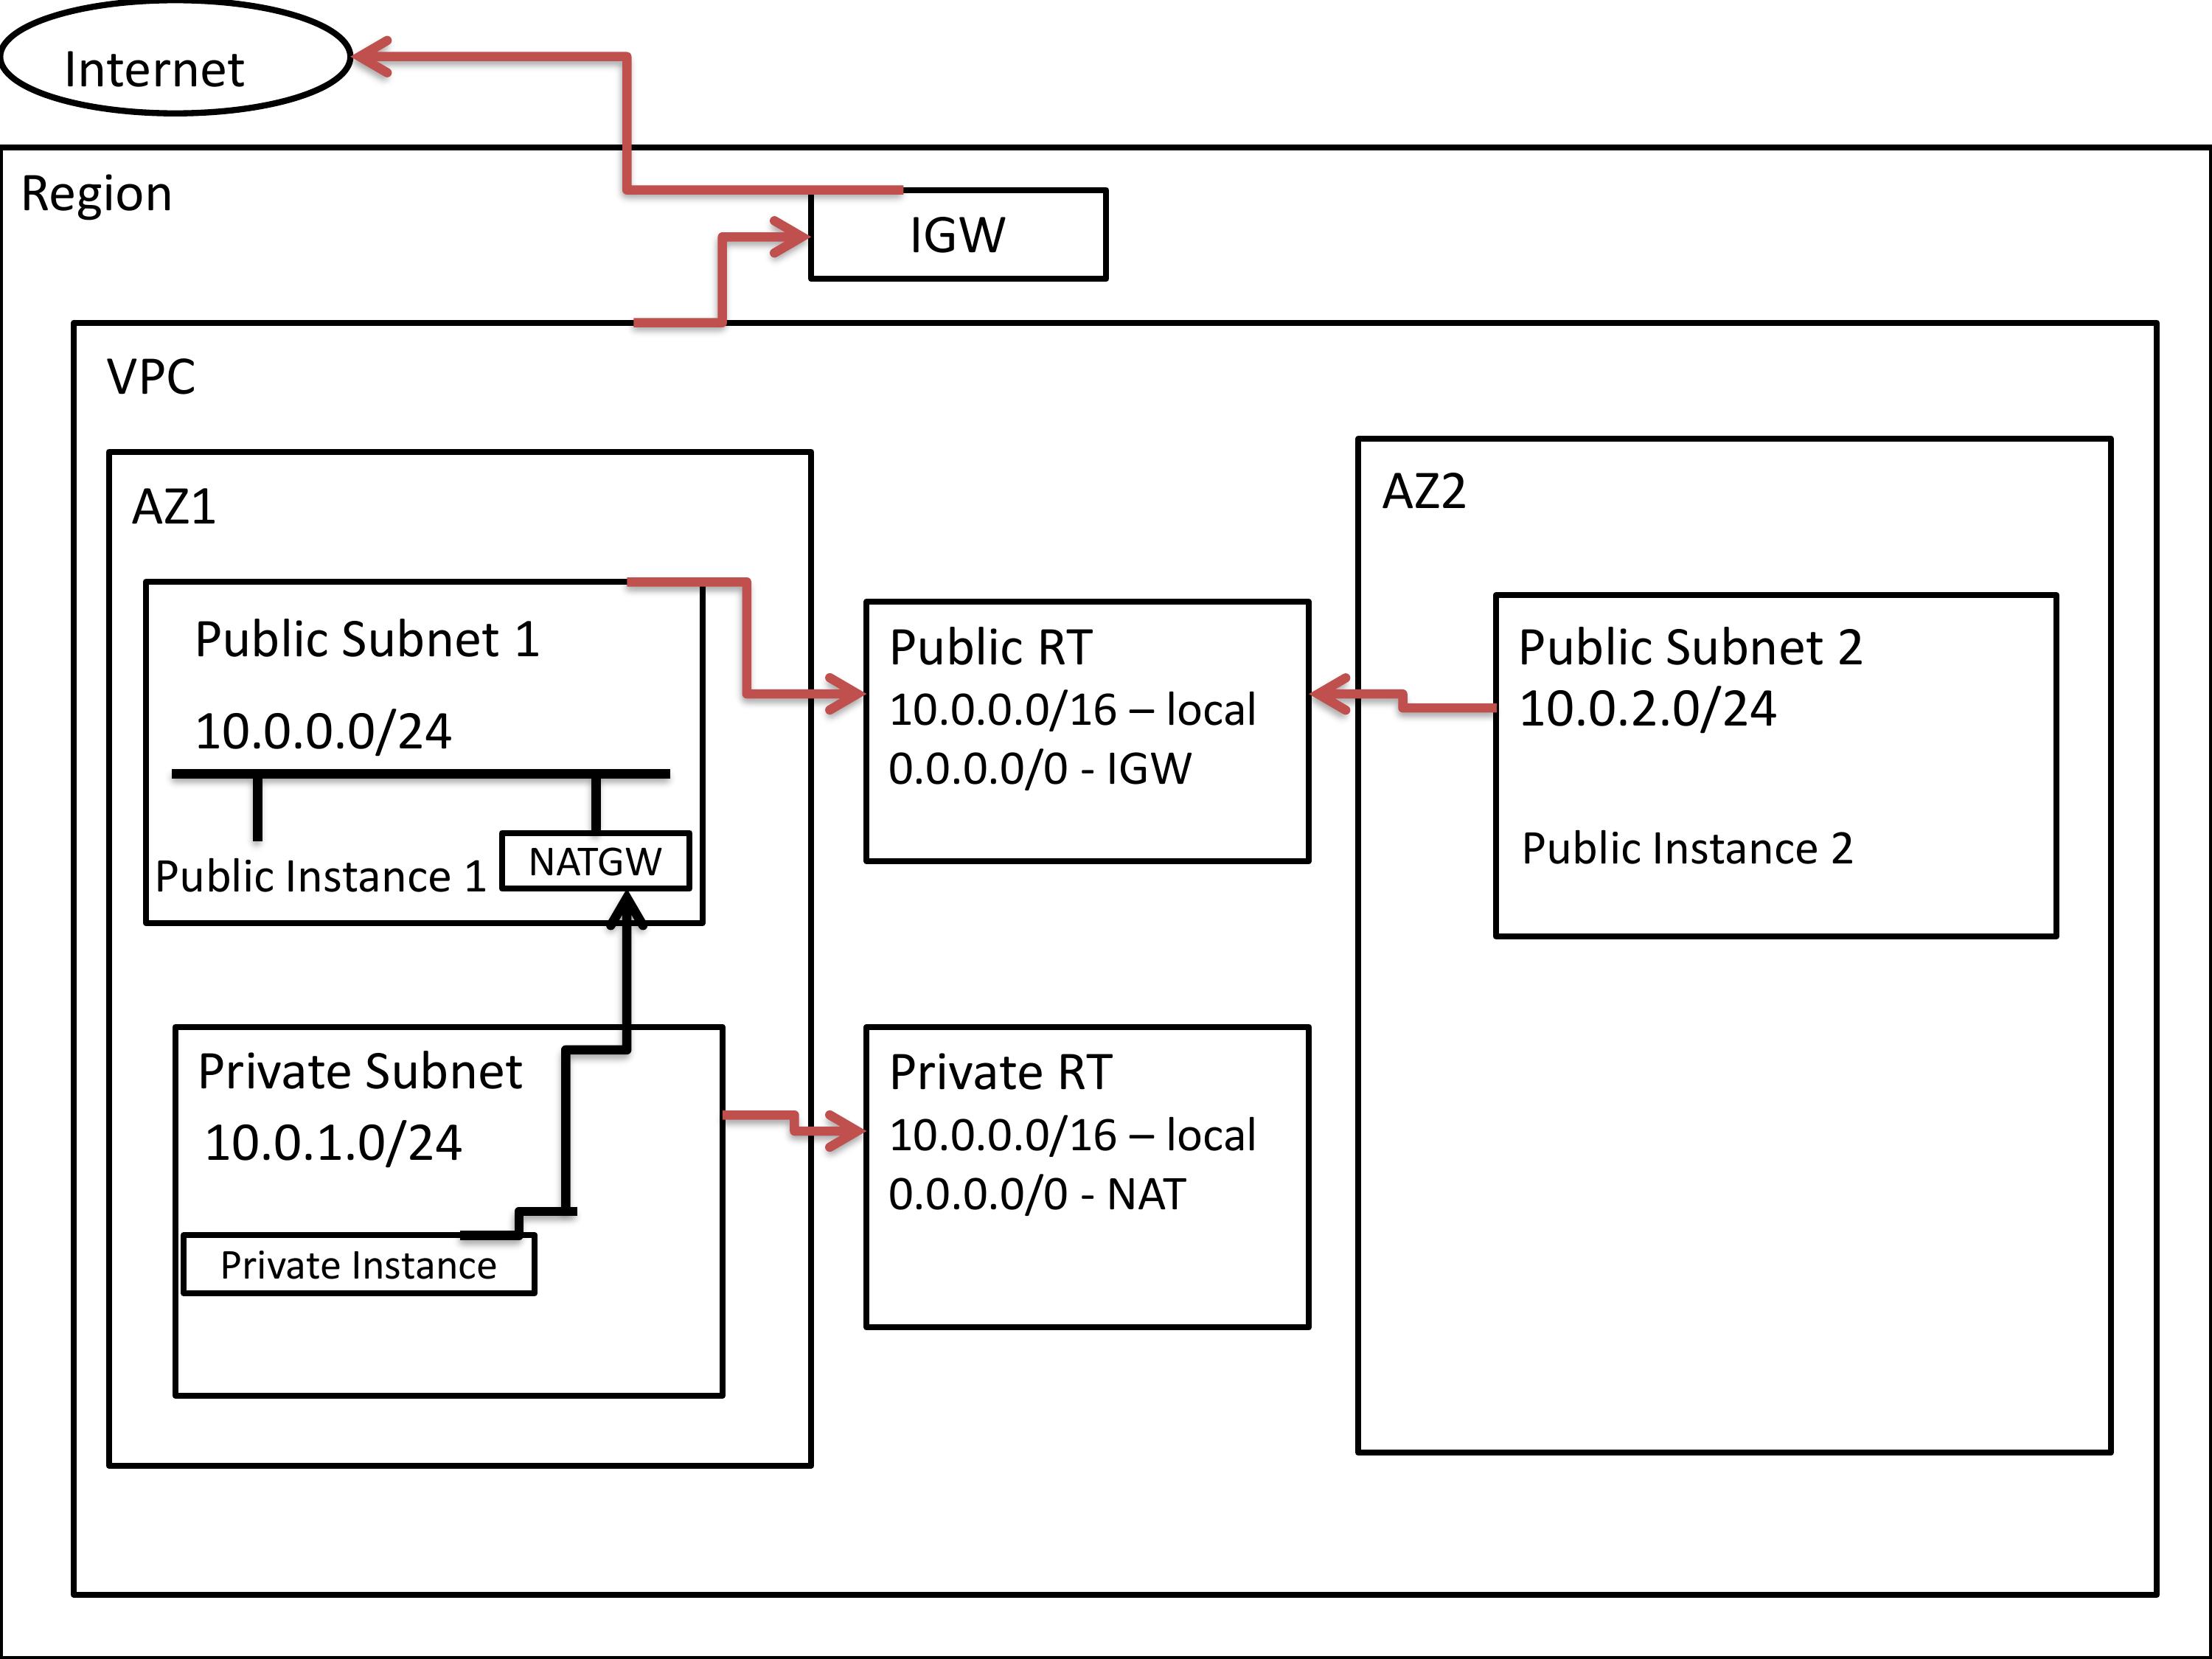 Internet
Region
IGW
VPC
AZ1
AZ2
Public Subnet 1
10.0.0.0/24
Public Instance 1
NATGW
Public RT
10.0.0.0/16 – local
0.0.0.0/0 - IGW
Public Subnet 2
10.0.2.0/24
Public Instance 2
Private Subnet
10.0.1.0/24
Private Instance
Private RT
10.0.0.0/16 – local
0.0.0.0/0 - NAT